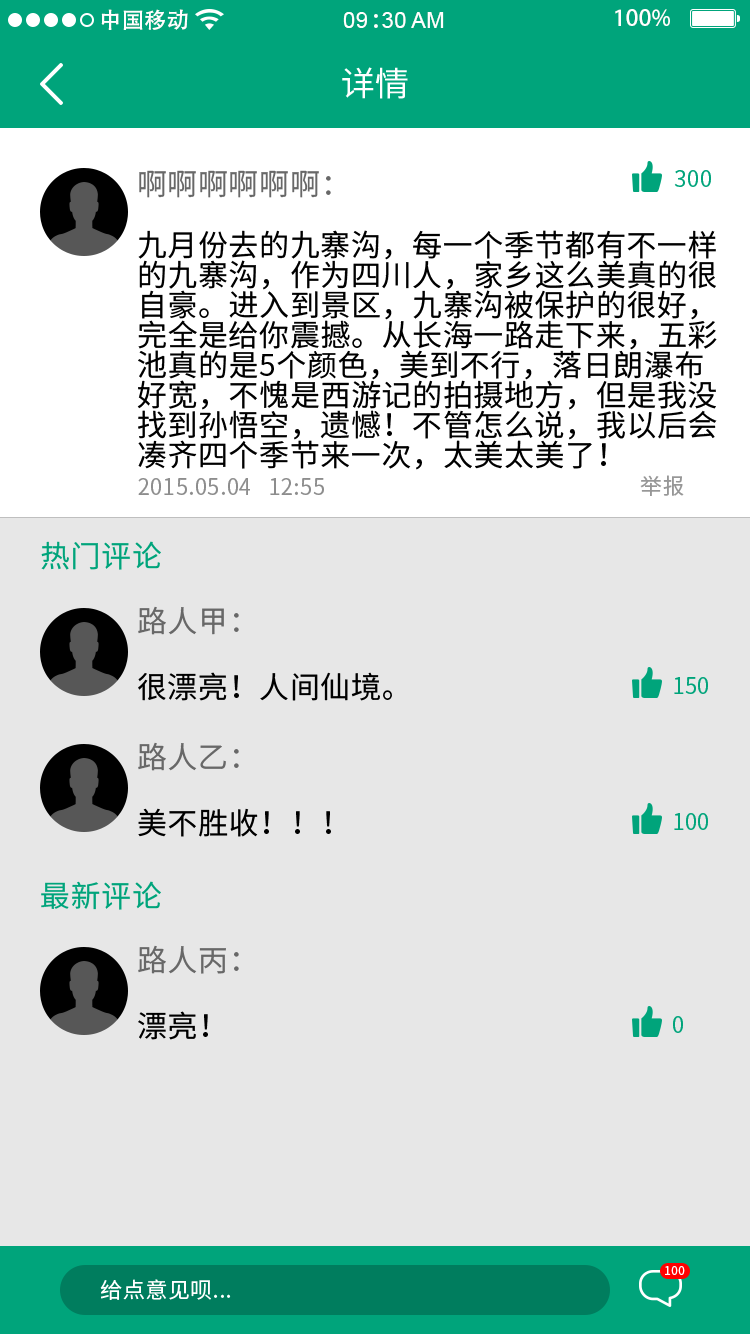 中国移动 09:30 AM 100%
详情
啊啊啊啊啊啊： 300
九月份去的九寨沟，每一个季节都有不一样
的九寨沟，作为四川人，家乡这么美真的很
自豪。进入到景区，九寨沟被保护的很好，
完全是给你震撼。从长海一路走下来，五彩
池真的是5个颜色，美到不行，落日朗瀑布
好宽，不愧是西游记的拍摄地方，但是我没
找到孙悟空，遗憾！不管怎么说，我以后会
凑齐四个季节来一次，太美太美了！
2015.05.04 12:55 举报
热门评论
路人甲：
很漂亮！人间仙境。 150
路人乙：
美不胜收！！！ 100
最新评论
路人丙：
漂亮！ 0
给点意见呗... 100